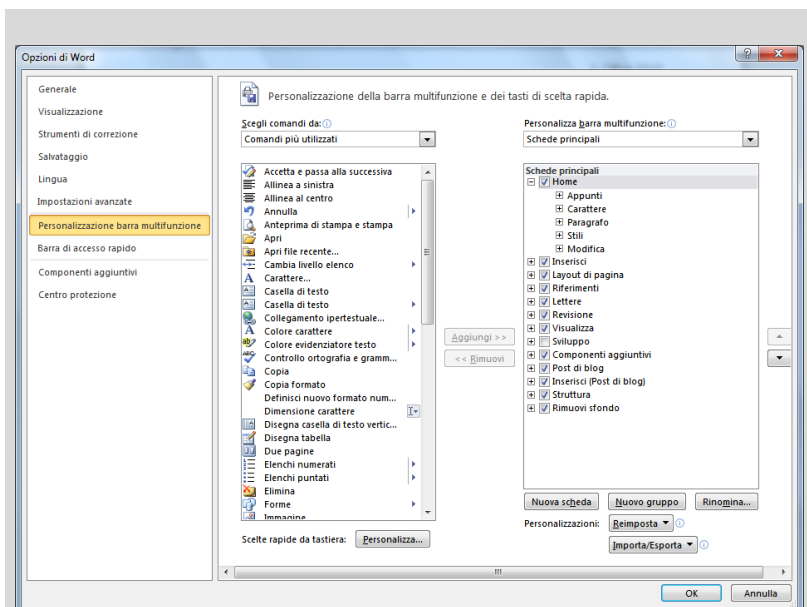 Opzioni di Word
Generale
Visualizzazione
Strumenti di correzione
Salvataggio
Lingua
Impostazioni avanzate
Personalizzazione barra multifunzione
Barra di accesso rapido
Componenti aggiuntivi
Centro protezione
Personalizzazione della barra multifunzione e dei tasti di scelta rapida.
Scegli comandi da:
Comandi più utilizzati
Accetta e passa alla successiva
Allinea a sinistra
Allinea al centro
Annulla
Anteprima di stampa e stampa
Apri
Apri file recente...
Cambia livello elenco
Carattere...
Casella di testo
Casella di testo
Collegamento ipertestuale...
Colore carattere
Colore evidenziatore testo
Controllo ortografia e gramm...
Copia
Copia formato
Definisci nuovo formato num...
Dimensione carattere
Disegna casella di testo vertic...
Disegna tabella
Due pagine
Elenchi numerati
Elenchi puntati
Elimina
Forme
Immagine
Scelte rapide da tastiera: Personalizza...
Aggiungi >>
<< Rimuovi
Personalizza barra multifunzione:
Schede principali
Schede principali
Home
Appunti
Carattere
Paragrafo
Stili
Modifica
Inserisci
Layout di pagina
Riferimenti
Lettere
Revisione
Visualizza
Sviluppo
Componenti aggiuntivi
Post di blog
Inserisci (Post di blog)
Struttura
Rimuovi sfondo
Nuova scheda Nuovo gruppo Rinomina...
Personalizzazioni: Reimposta
Importa/Esporta
OK Annulla